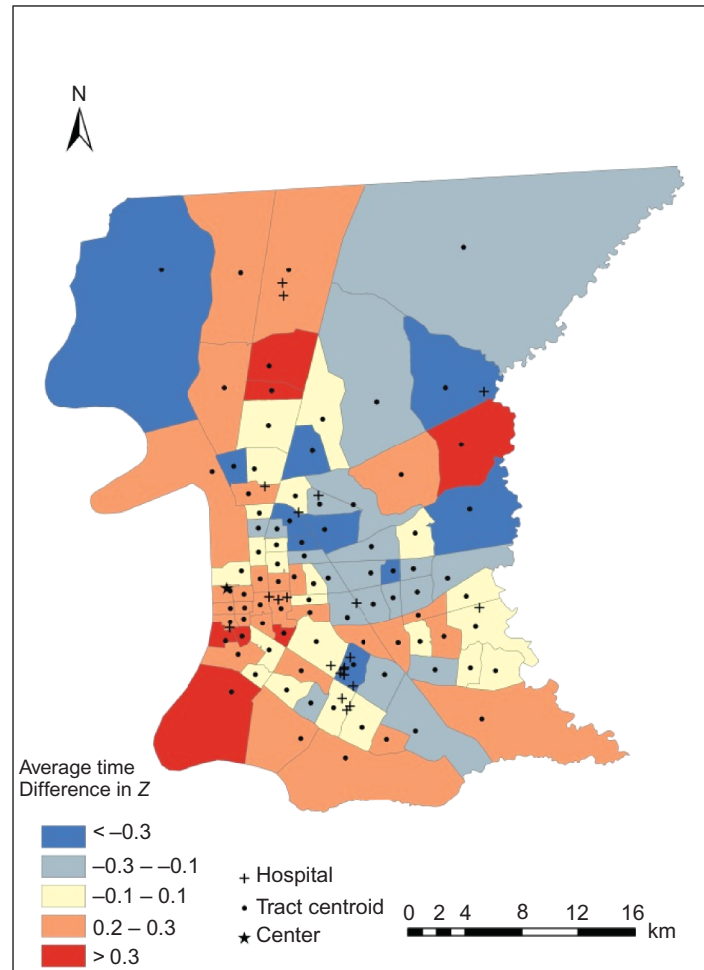 N
Average time
Difference in Z
< –0.3
–0.3 – –0.1
–0.1 – 0.1
0.2 – 0.3
> 0.3
Hospital
Tract centroid
Center
0 2 4 8 12 16
km